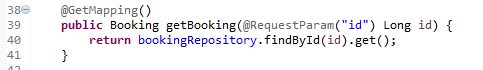 38 @GetMapping()
39 public Booking getBooking(@RequestParam("id") Long id) {
40 return bookingRepository.findById(id).get();
41 }